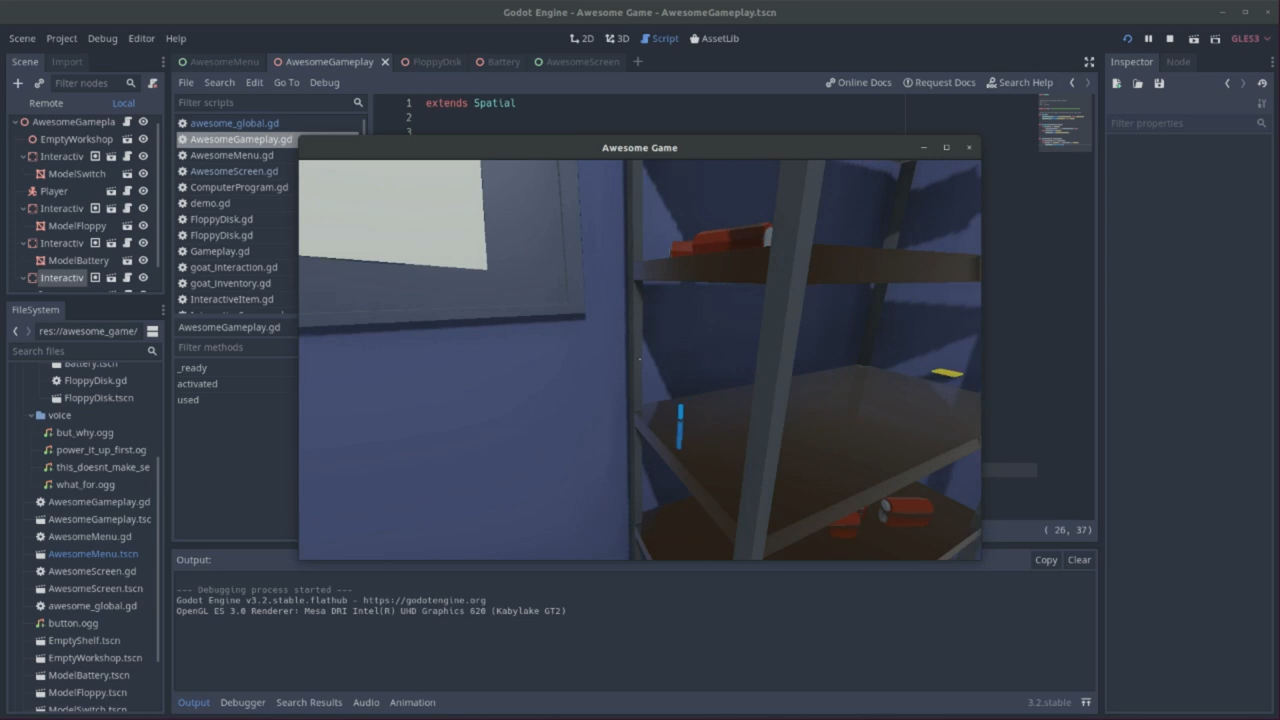 Godot Engine - Awesome Game - AwesomeGameplay.tscn
Scene Project Debug Editor Help
2D 3D Script AssetLib
GLES3
Scene Import
AwesomeMenu AwesomeGameplay FloppyDisk Battery AwesomeScreen
Inspector Node
Filter nodes
File Search Edit Go To Debug
Online Docs Request Docs Search Help
Remote Local
Filter scripts
1 extends Spatial
2
3
Filter properties
AwesomeGamepla
EmptyWorkshop
Interactiv
ModelSwitch
Player
Interactiv
ModelFloppy
Interactiv
ModelBattery
Interactiv
awesome_global.gd
AwesomeGameplay.gd
AwesomeMenu.gd
AwesomeScreen.gd
ComputerProgram.gd
demo.gd
FloppyDisk.gd
FloppyDisk.gd
Gameplay.gd
goat_Interaction.gd
goat_Inventory.gd
InteractiveItem.gd
AwesomeGameplay.gd
Filter methods
_ready
activated
used
Awesome Game
( 26, 37)
FileSystem
res://awesome_game/
Search files
Battery.tscn
FloppyDisk.gd
FloppyDisk.tscn
voice
but_why.ogg
power_it_up_first.og
this_doesnt_make_se
what_for.ogg
AwesomeGameplay.gd
AwesomeGameplay.tsc
AwesomeMenu.gd
AwesomeMenu.tscn
AwesomeScreen.gd
AwesomeScreen.tscn
awesome_global.gd
button.ogg
EmptyShelf.tscn
EmptyWorkshop.tscn
ModelBattery.tscn
ModelFloppy.tscn
ModelSwitch.tscn
Output:
Copy Clear
--- Debugging process started ---
Godot Engine v3.2.stable.flathub - https://godotengine.org
OpenGL ES 3.0 Renderer: Mesa DRI Intel(R) UHD Graphics 620 (Kabylake GT2)
Output Debugger Search Results Audio Animation
3.2.stable